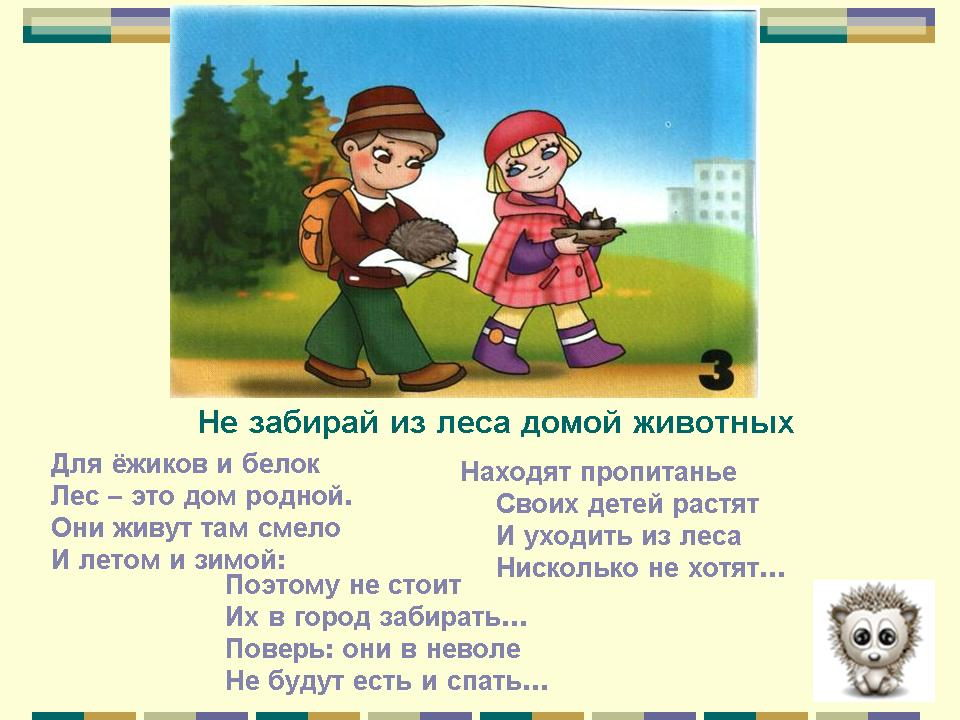 3
Не забирай из леса домой животных
Для ёжиков и белок
Лес – это дом родной.
Они живут там смело
И летом и зимой:
Находят пропитанье
Своих детей растят
И уходить из леса
Нисколько не хотят...
Поэтому не стоит
Их в город забирать...
Поверь: они в неволе
Не будут есть и спать...